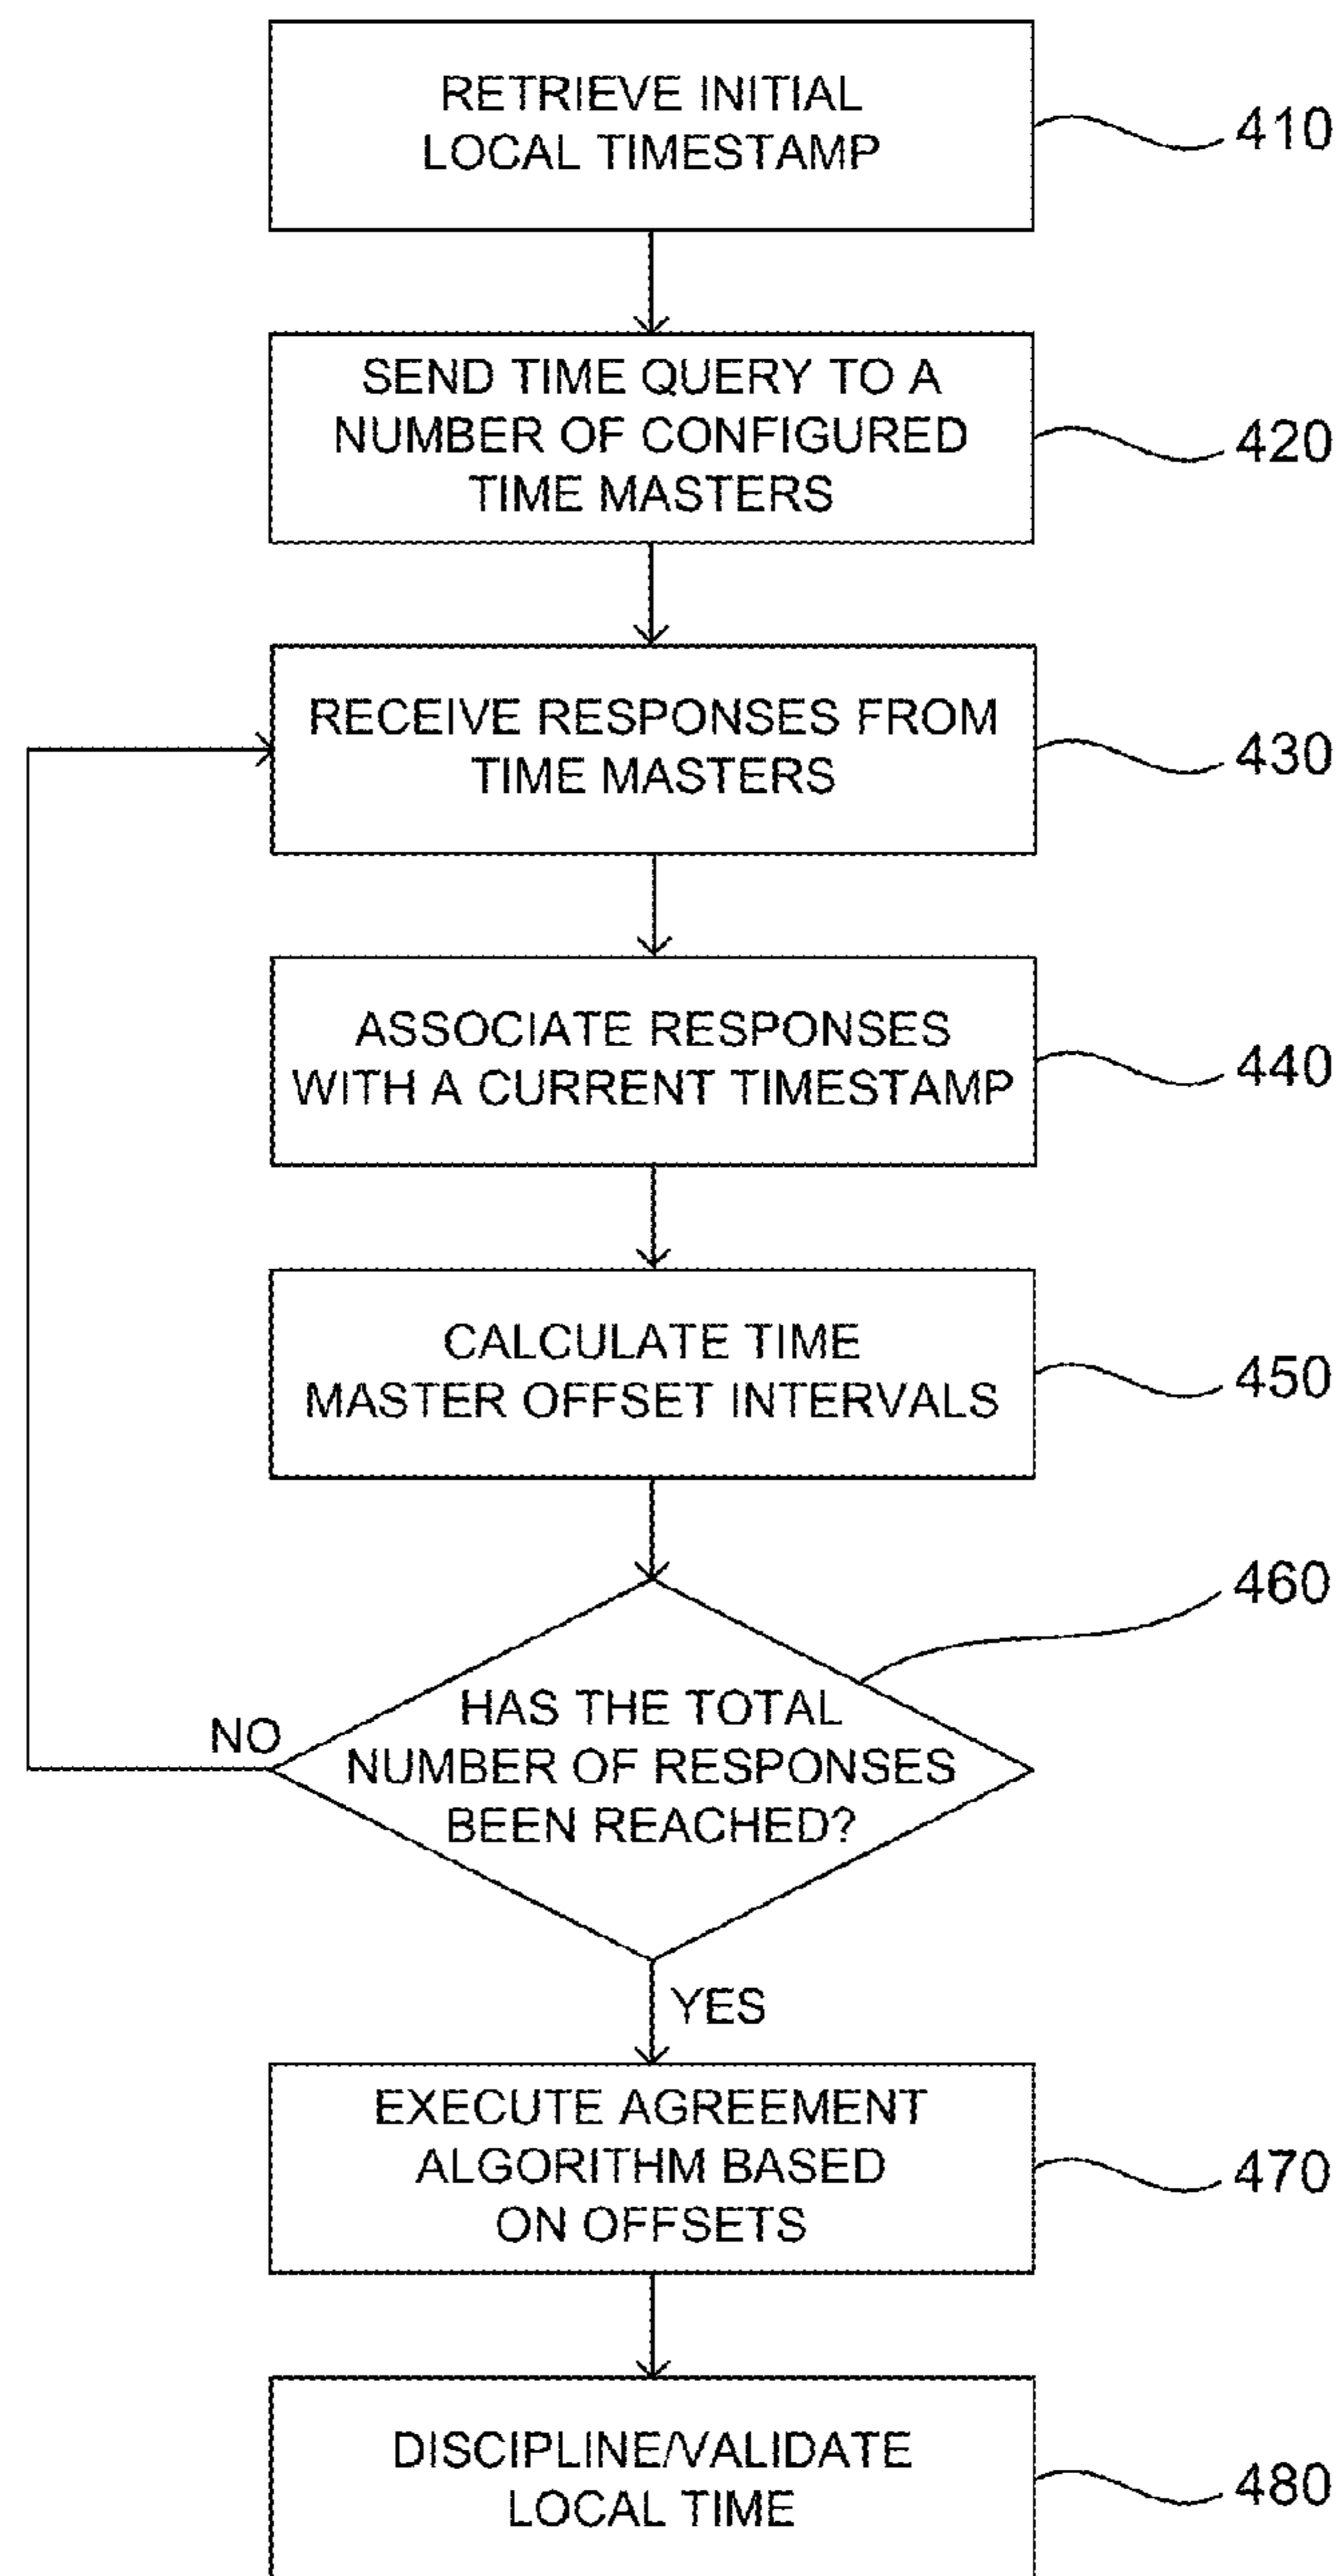 RETRIEVE INITIAL
LOCAL TIMESTAMP
410
SEND TIME QUERY TO A
NUMBER OF CONFIGURED
TIME MASTERS
420
RECEIVE RESPONSES FROM
TIME MASTERS
430
ASSOCIATE RESPONSES
WITH A CURRENT TIMESTAMP
440
CALCULATE TIME
MASTER OFFSET INTERVALS
450
460
HAS THE TOTAL
NUMBER OF RESPONSES
BEEN REACHED?
NO
YES
EXECUTE AGREEMENT
ALGORITHM BASED
ON OFFSETS
470
DISCIPLINE/VALIDATE
LOCAL TIME
480